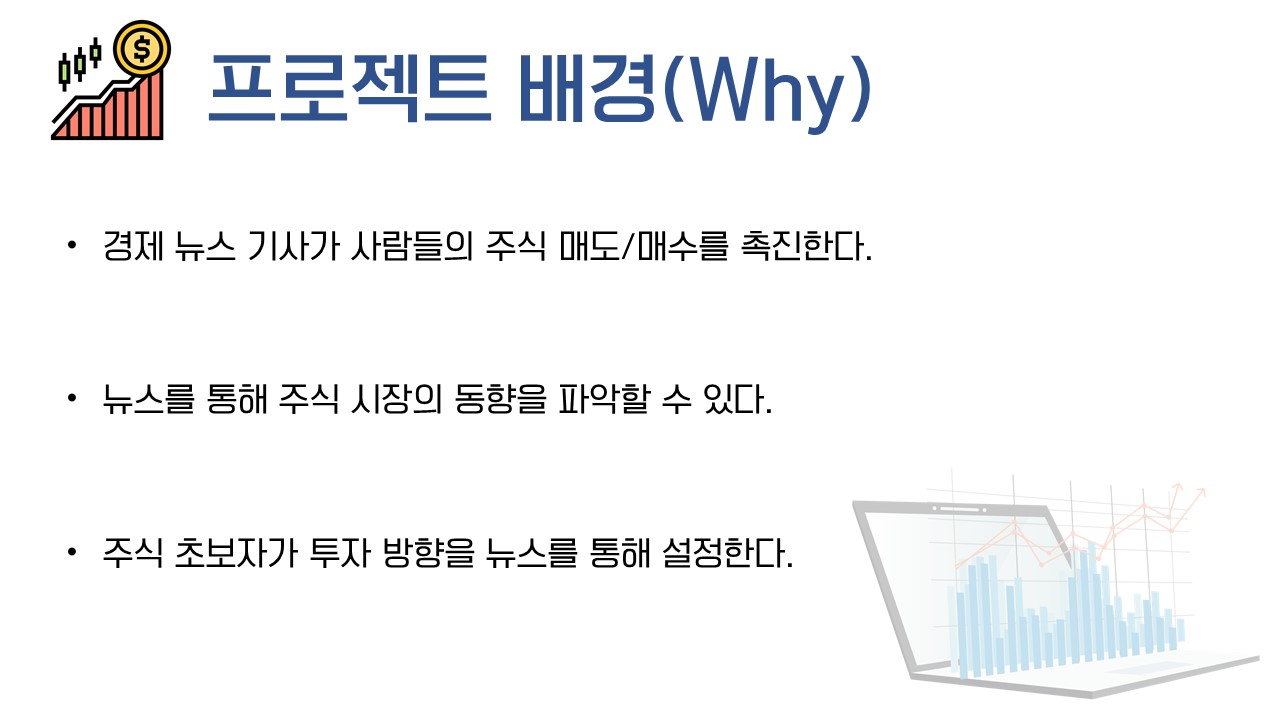 프로젝트 배경(Why)
• 경제 뉴스 기사가 사람들의 주식 매도/매수를 촉진한다.
• 뉴스를 통해 주식 시장의 동향을 파악할 수 있다.
• 주식 초보자가 투자 방향을 뉴스를 통해 설정한다.